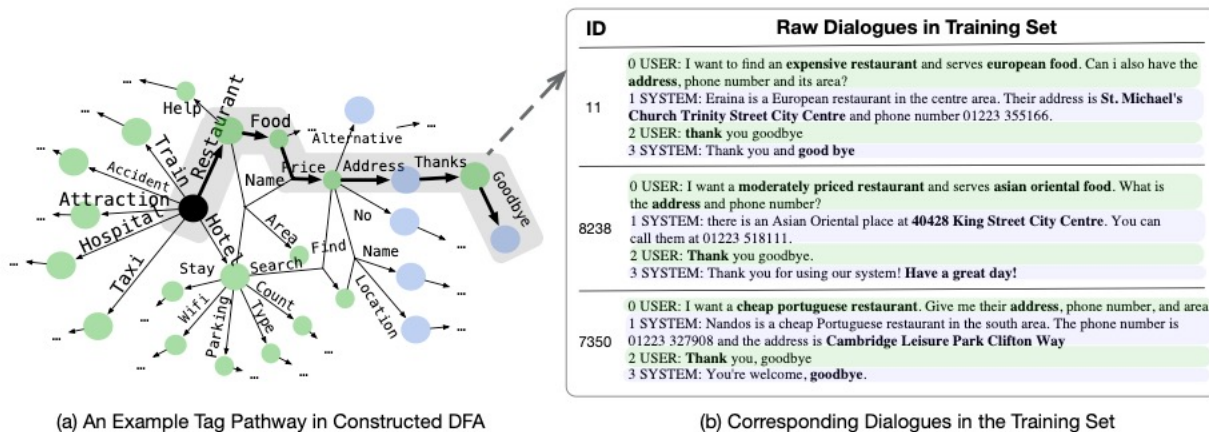 ...
Help
Restaurant
Food
...
Alternative
...
Train
Accident
Name
Price
Address
Thanks
Goodbye
Attraction
Hospital
Hotel
Area
Find
No
...
Taxi
Stay
Search
Name
...
Wifi
Parking
Count
Type
Location
...
(a) An Example Tag Pathway in Constructed DFA
ID
Raw Dialogues in Training Set
11
0 USER: I want to find an expensive restaurant and serves european food. Can i also have the
address, phone number and its area?
1 SYSTEM: Eraina is a European restaurant in the centre area. Their address is St. Michael's
Church Trinity Street City Centre and phone number 01223 355166.
2 USER: thank you goodbye
3 SYSTEM: Thank you and good bye
8238
0 USER: I want a moderately priced restaurant and serves asian oriental food. What is
the address and phone number?
1 SYSTEM: there is an Asian Oriental place at 40428 King Street City Centre. You can
call them at 01223 518111.
2 USER: Thank you goodbye.
3 SYSTEM: Thank you for using our system! Have a great day!
7350
0 USER: I want a cheap portuguese restaurant. Give me their address, phone number, and area
1 SYSTEM: Nandos is a cheap Portuguese restaurant in the south area. The phone number is
01223 327908 and the address is Cambridge Leisure Park Clifton Way
2 USER: Thank you, goodbye
3 SYSTEM: You're welcome, goodbye.
(b) Corresponding Dialogues in the Training Set